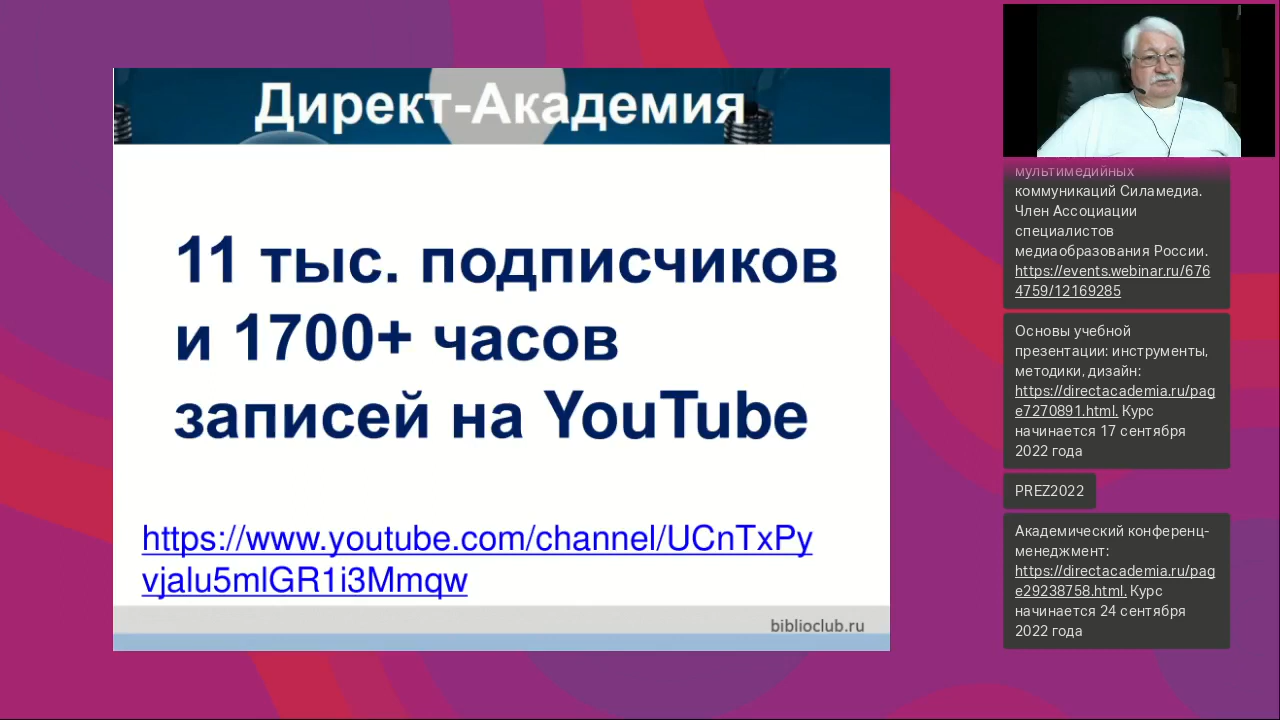 Директ-Академия
11 тыс. подписчиков
и 1700+ часов
записей на YouTube
https://www.youtube.com/channel/UCnTxPy
vjalu5mlGR1i3Mmqw
biblioclub.ru
мультимедийных
коммуникаций Силамедиа.
Член Ассоциации
специалистов
медиаобразования России.
https://events.webinar.ru/676
4759/12169285
Основы учебной
презентации: инструменты,
методики, дизайн:
https://directacademia.ru/pag
e7270891.html. Курс
начинается 17 сентября
2022 года
PREZ2022
Академический конференц-
менеджмент:
https://directacademia.ru/pag
e29238758.html. Курс
начинается 24 сентября
2022 года